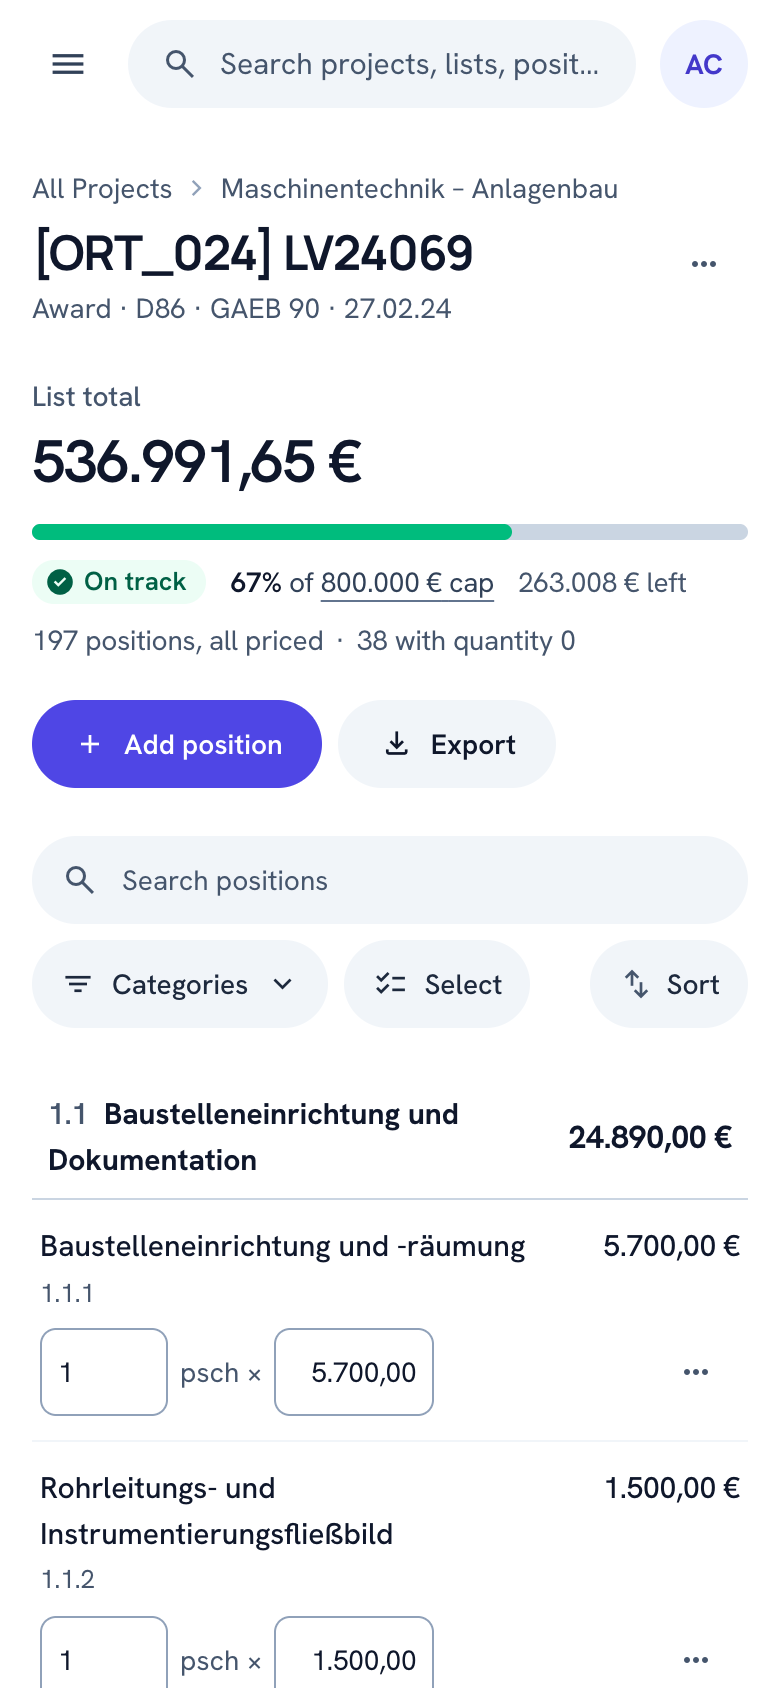 Search projects, lists, posit...
AC
All Projects > Maschinentechnik – Anlagenbau
[ORT_024] LV24069
Award · D86 · GAEB 90 · 27.02.24
List total
536.991,65 €
On track 67% of 800.000 € cap 263.008 € left
197 positions, all priced · 38 with quantity 0
+ Add position Export
Search positions
Categories Select Sort
1.1 Baustelleneinrichtung und
Dokumentation
24.890,00 €
Baustelleneinrichtung und -räumung 5.700,00 €
1.1.1
1 psch × 5.700,00
Rohrleitungs- und 1.500,00 €
Instrumentierungsfließbild
1.1.2
1 psch × 1.500,00